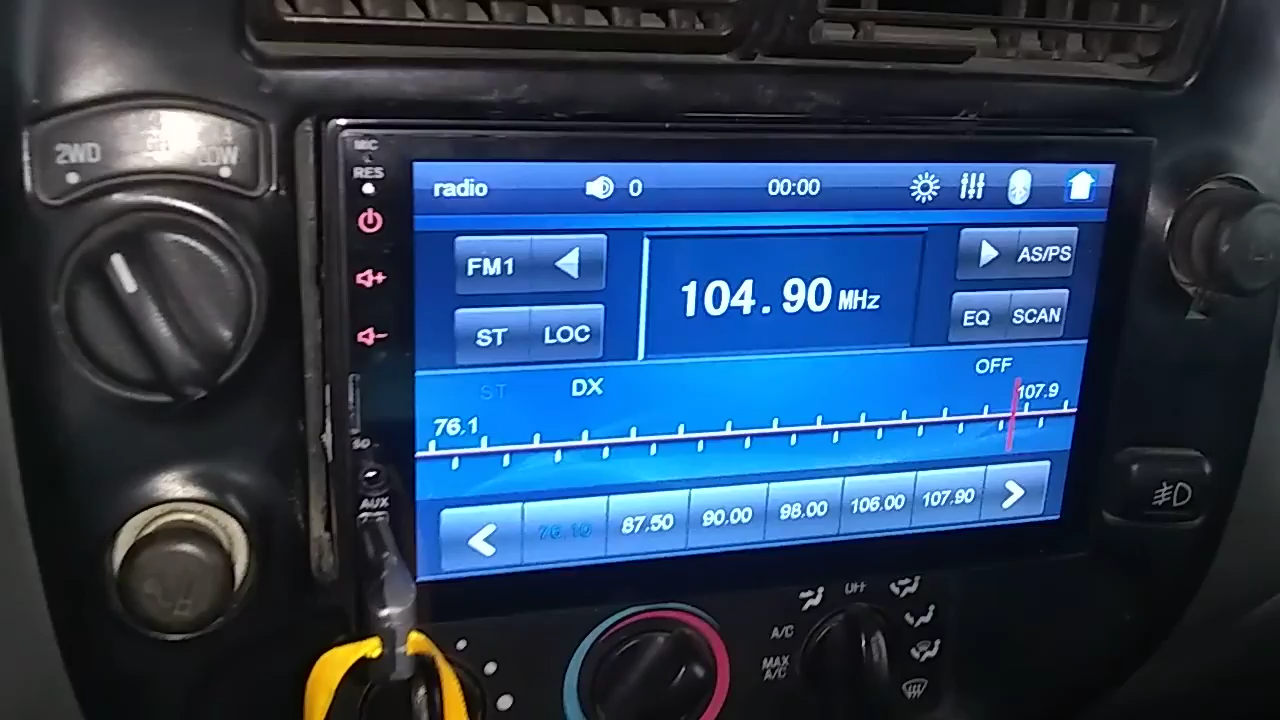 2WD
LOW
MIC
RES
radio 0 00:00
FM1 AS/PS
ST LOC
104.90 MHz
EQ SCAN
ST DX OFF
76.1 107.9
76.10 87.50 90.00 98.00 106.00 107.90
AUX
OFF
A/C
MAX
A/C